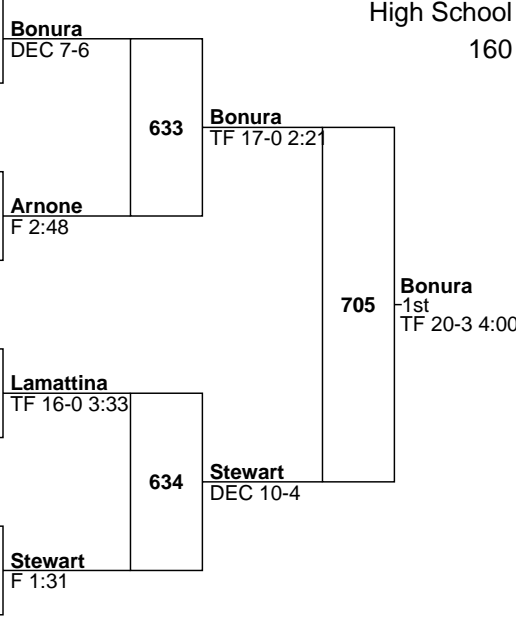 High School
160
Bonura
DEC 7-6
633
Bonura
TF 17-0 2:21
Arnone
F 2:48
705
Bonura
1st
TF 20-3 4:00
Lamattina
TF 16-0 3:33
634
Stewart
DEC 10-4
Stewart
F 1:31